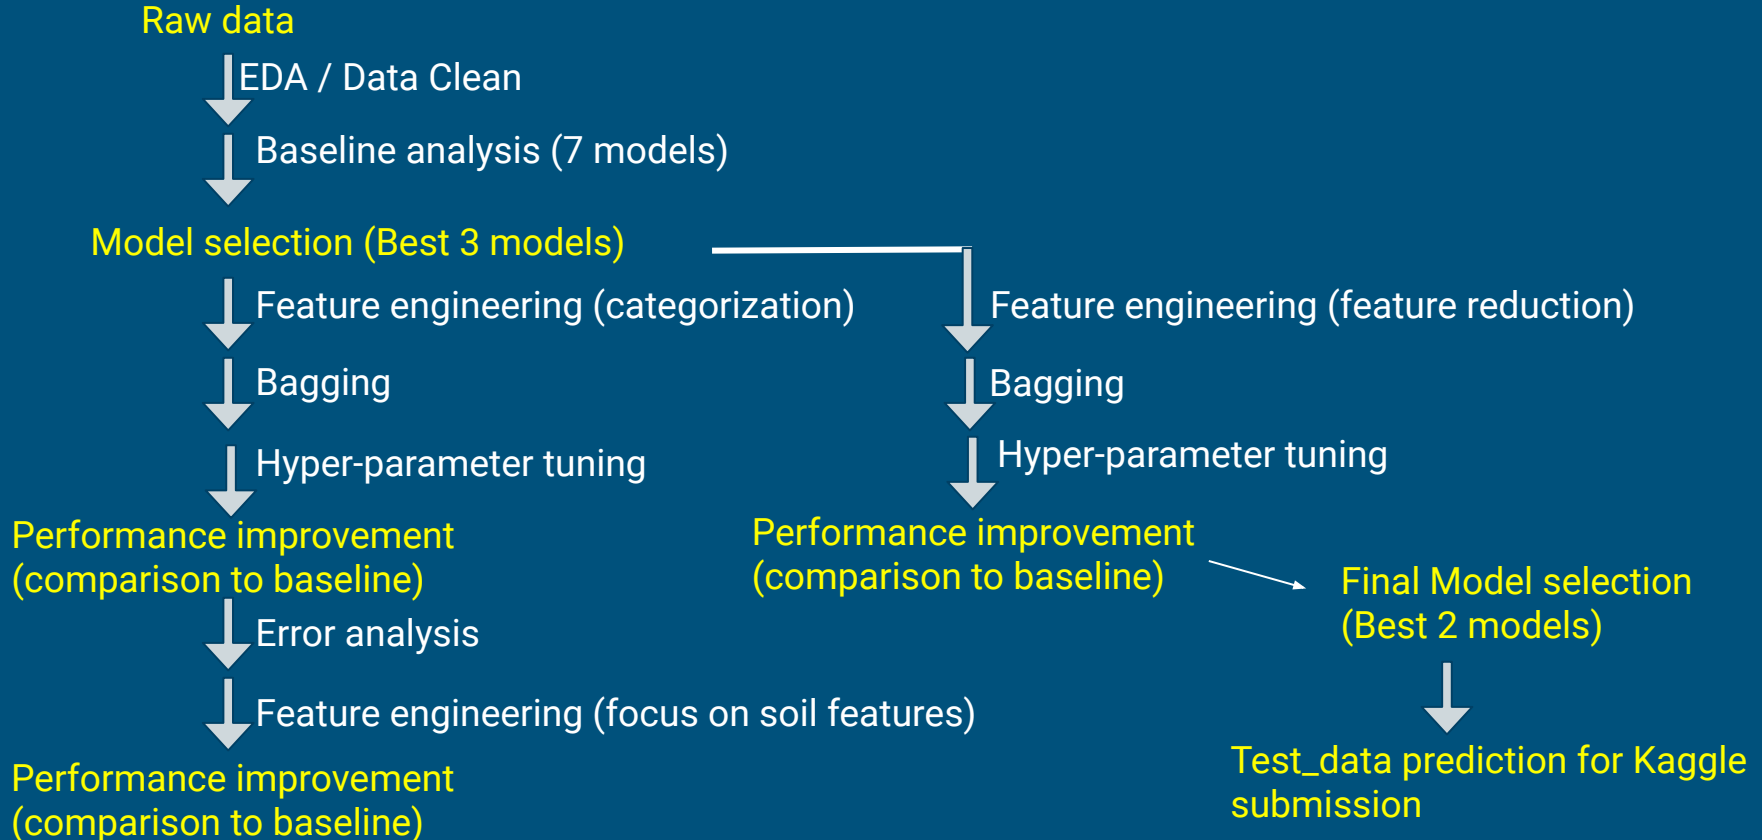 Raw data
EDA / Data Clean
Baseline analysis (7 models)
Model selection (Best 3 models)
Feature engineering (categorization)
Bagging
Hyper-parameter tuning
Performance improvement
(comparison to baseline)
Error analysis
Feature engineering (focus on soil features)
Performance improvement
(comparison to baseline)
Feature engineering (feature reduction)
Bagging
Hyper-parameter tuning
Performance improvement
(comparison to baseline)
Final Model selection
(Best 2 models)
Test_data prediction for Kaggle
submission